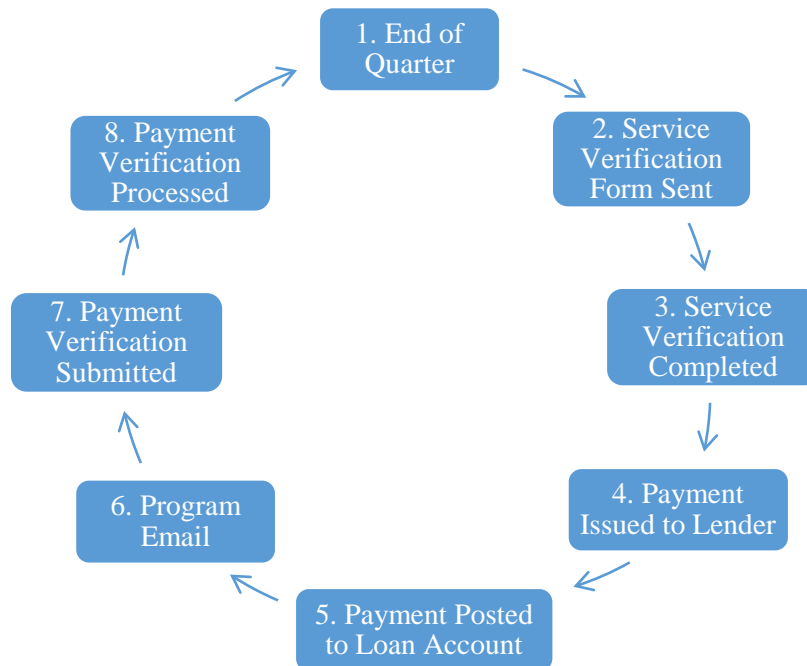 1. End of
Quarter
2. Service
Verification
Form Sent
3. Service
Verification
Completed
4. Payment
Issued to Lender
5. Payment Posted
to Loan Account
6. Program
Email
7. Payment
Verification
Submitted
8. Payment
Verification
Processed